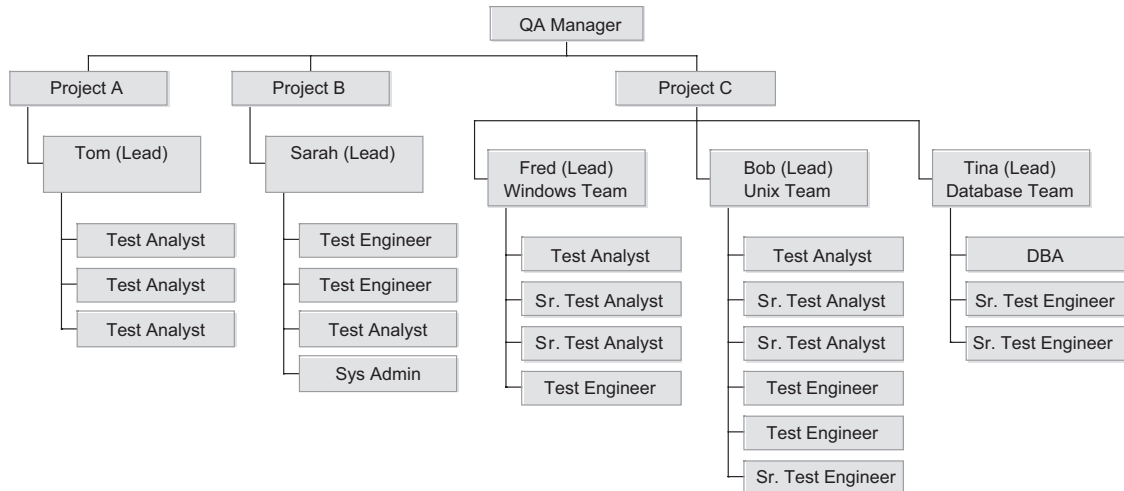 QA Manager
Project A
Project B
Project C
Tom (Lead)
Sarah (Lead)
Fred (Lead)
Windows Team
Bob (Lead)
Unix Team
Tina (Lead)
Database Team
Test Analyst
Test Analyst
Test Analyst
Test Engineer
Test Engineer
Test Analyst
Sys Admin
Test Analyst
Sr. Test Analyst
Sr. Test Analyst
Test Engineer
Test Analyst
Sr. Test Analyst
Sr. Test Analyst
Test Engineer
Test Engineer
Sr. Test Engineer
DBA
Sr. Test Engineer
Sr. Test Engineer